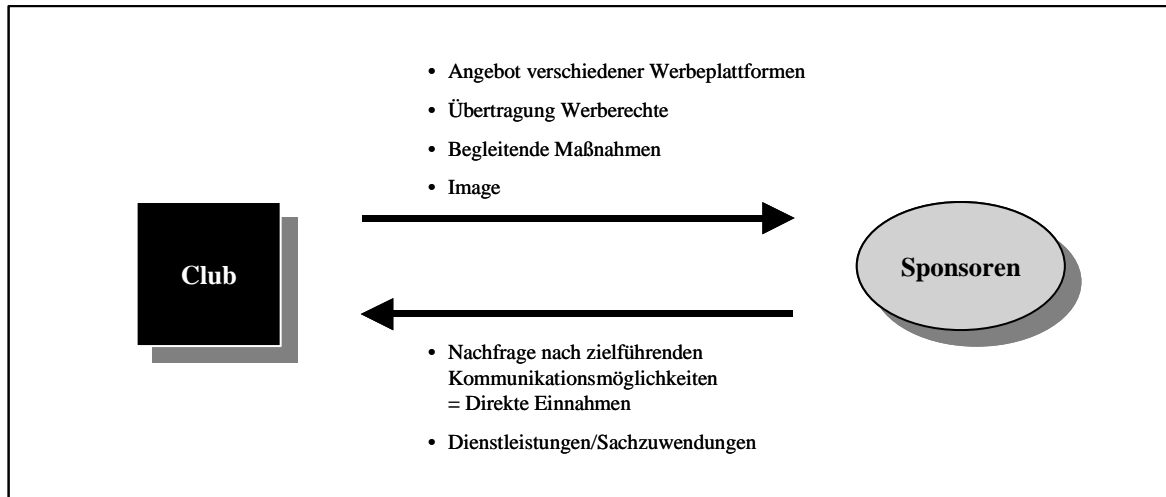 • Angebot verschiedener Werbeplattformen
• Übertragung Werberechte
• Begleitende Maßnahmen
• Image
Club
Sponsoren
• Nachfrage nach zielführenden
Kommunikationsmöglichkeiten
= Direkte Einnahmen
• Dienstleistungen/Sachzuwendungen